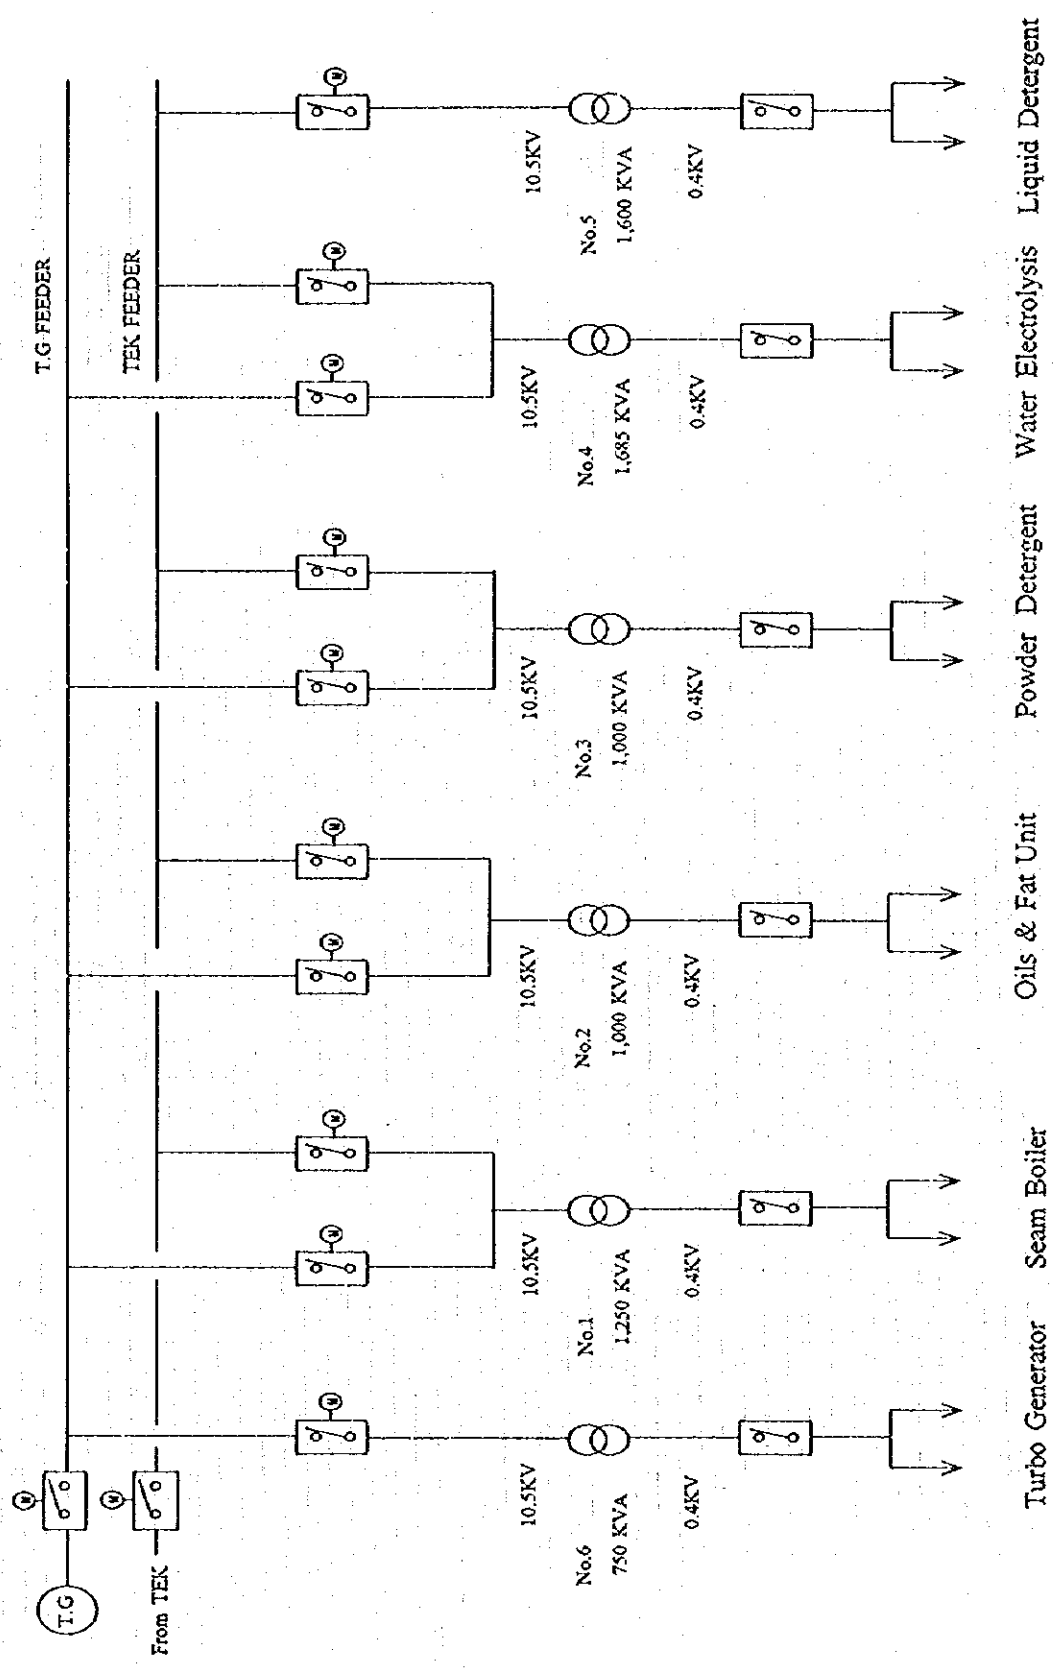 T.G FEEDER
TEK FEEDER
T.G
From TEK
M
M
M
M
M
M
M
M
M
M
M
M
10.5KV
10.5KV
10.5KV
10.5KV
10.5KV
10.5KV
No.6
750 KVA
No.1
1,250 KVA
No.2
1,000 KVA
No.3
1,000 KVA
No.4
1,685 KVA
No.5
1,600 KVA
0.4KV
0.4KV
0.4KV
0.4KV
0.4KV
0.4KV
Turbo Generator
Seam Boiler
Oils & Fat Unit
Powder Detergent
Water Electrolysis
Liquid Detergent